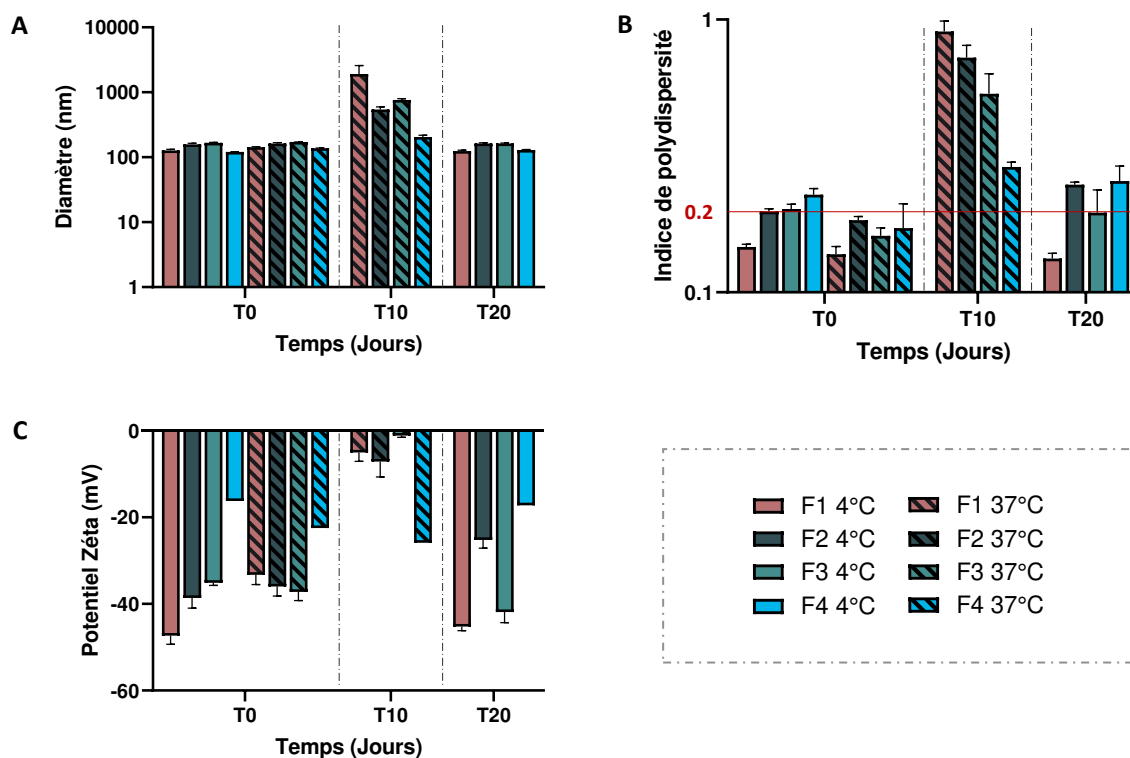 A
Diamètre (nm)
10000
1000
100
10
1
T0 T10 T20
Temps (Jours)
B
Indice de polydispersité
1
0.2
0.1
T0 T10 T20
Temps (Jours)
C
Potentiel Zéta (mV)
0
-20
-40
-60
T0 T10 T20
Temps (Jours)
F1 4°C F1 37°C
F2 4°C F2 37°C
F3 4°C F3 37°C
F4 4°C F4 37°C